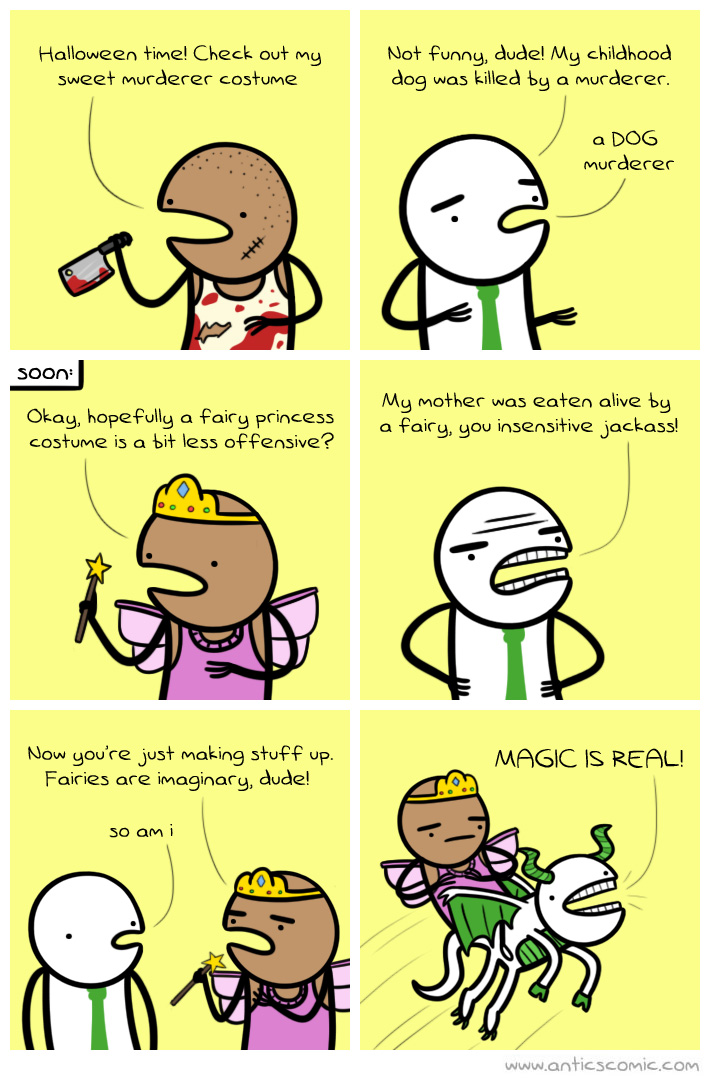 Halloween time! Check out my
sweet murderer costume
Not funny, dude! My childhood
dog was killed by a murderer.
a DOG
murderer
soon:
Okay, hopefully a fairy princess
costume is a bit less offensive?
My mother was eaten alive by
a fairy, you insensitive jackass!
Now you're just making stuff up.
Fairies are imaginary, dude!
so am i
MAGIC IS REAL!
www.anticscomic.com